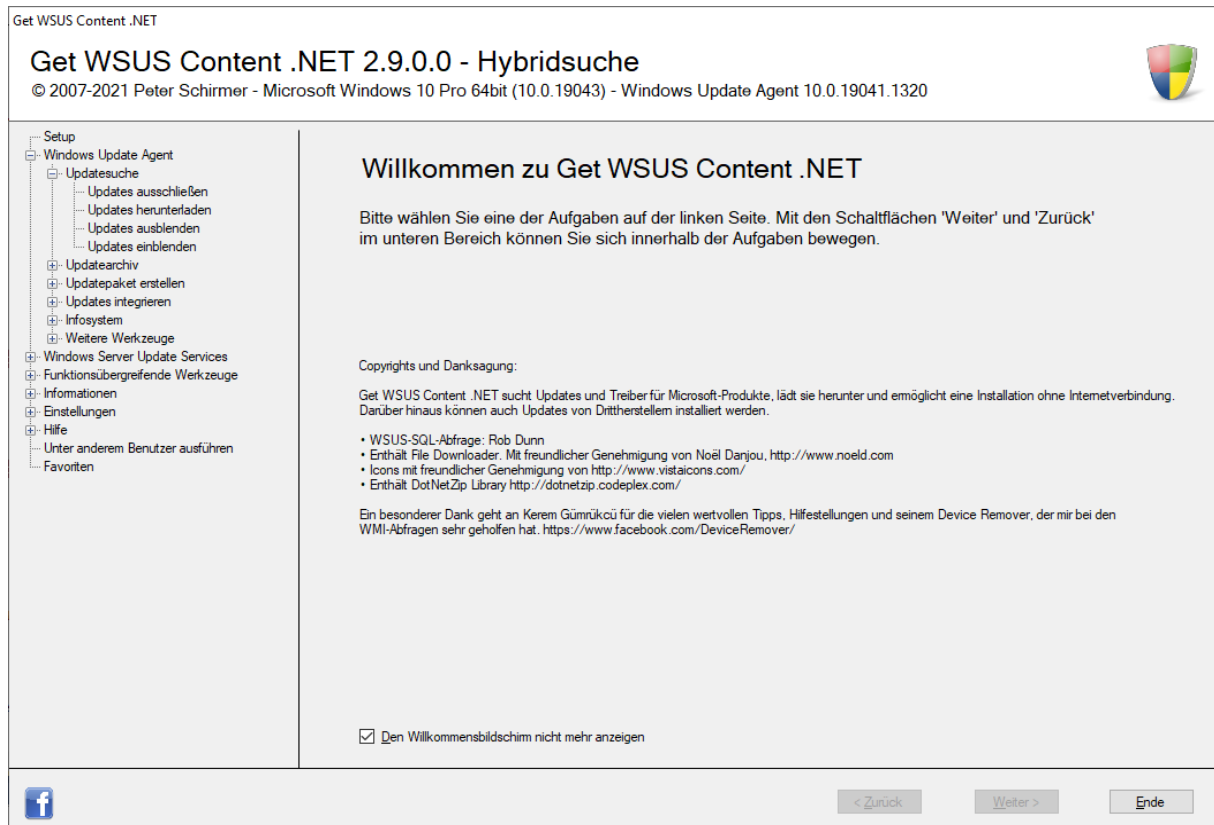 Get WSUS Content .NET
Get WSUS Content .NET 2.9.0.0 - Hybridsuche
© 2007-2021 Peter Schirmer - Microsoft Windows 10 Pro 64bit (10.0.19043) - Windows Update Agent 10.0.19041.1320
Setup
Windows Update Agent
Updatesuche
Updates ausschließen
Updates herunterladen
Updates ausblenden
Updates einblenden
Updatearchiv
Updatepaket erstellen
Updates integrieren
Infosystem
Weitere Werkzeuge
Windows Server Update Services
Funktionsübergreifende Werkzeuge
Informationen
Einstellungen
Hilfe
Unter anderem Benutzer ausführen
Favoriten
Willkommen zu Get WSUS Content .NET
Bitte wählen Sie eine der Aufgaben auf der linken Seite. Mit den Schaltflächen 'Weiter' und 'Zurück'
im unteren Bereich können Sie sich innerhalb der Aufgaben bewegen.
Copyrights und Danksagung:
Get WSUS Content .NET sucht Updates und Treiber für Microsoft-Produkte, lädt sie herunter und ermöglicht eine Installation ohne Internetverbindung.
Darüber hinaus können auch Updates von Drittherstellern installiert werden.
• WSUS-SQL-Abfrage: Rob Dunn
• Enthält File Downloader. Mit freundlicher Genehmigung von Noël Danjou, http://www.noeld.com
• Icons mit freundlicher Genehmigung von http://www.vistaicons.com/
• Enthält DotNetZip Library http://dotnetzip.codeplex.com/
Ein besonderer Dank geht an Kerem Gümrükcü für die vielen wertvollen Tipps, Hilfestellungen und seinem Device Remover, der mir bei den
WMI-Abfragen sehr geholfen hat. https://www.facebook.com/DeviceRemover/
Den Willkommensbildschim nicht mehr anzeigen
< Zurück
Weiter >
Ende